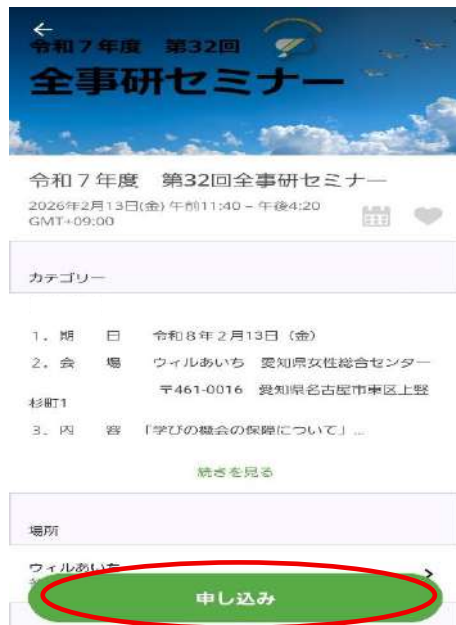 ←
令和7年度　第32回
全事研セミナー
令和7年度　第32回全事研セミナー
2026年2月13日(金) 午前11:40 – 午後4:20
GMT+09:00
カテゴリー
1．期　　日　　令和8年2月13日（金）
2．会　　場　　ウィルあいち　愛知県女性総合センター
〒461-0016　愛知県名古屋市東区上竪
杉町1
3．内　　容　「学びの機会の保障について」...
続きを見る
場所
ウィルあいち
申し込み